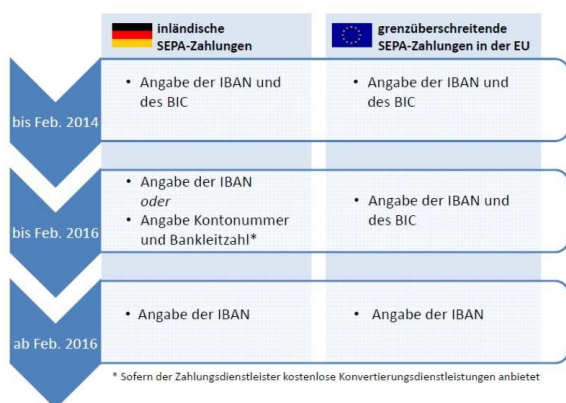 inländische
SEPA-Zahlungen
grenzüberschreitende
SEPA-Zahlungen in der EU
bis Feb. 2014
• Angabe der IBAN und
des BIC
• Angabe der IBAN und
des BIC
bis Feb. 2016
• Angabe der IBAN
oder
• Angabe Kontonummer
und Bankleitzahl*
• Angabe der IBAN und
des BIC
ab Feb. 2016
• Angabe der IBAN
• Angabe der IBAN
* Sofern der Zahlungsdienstleister kostenlose Konvertierungsdienstleistungen anbietet